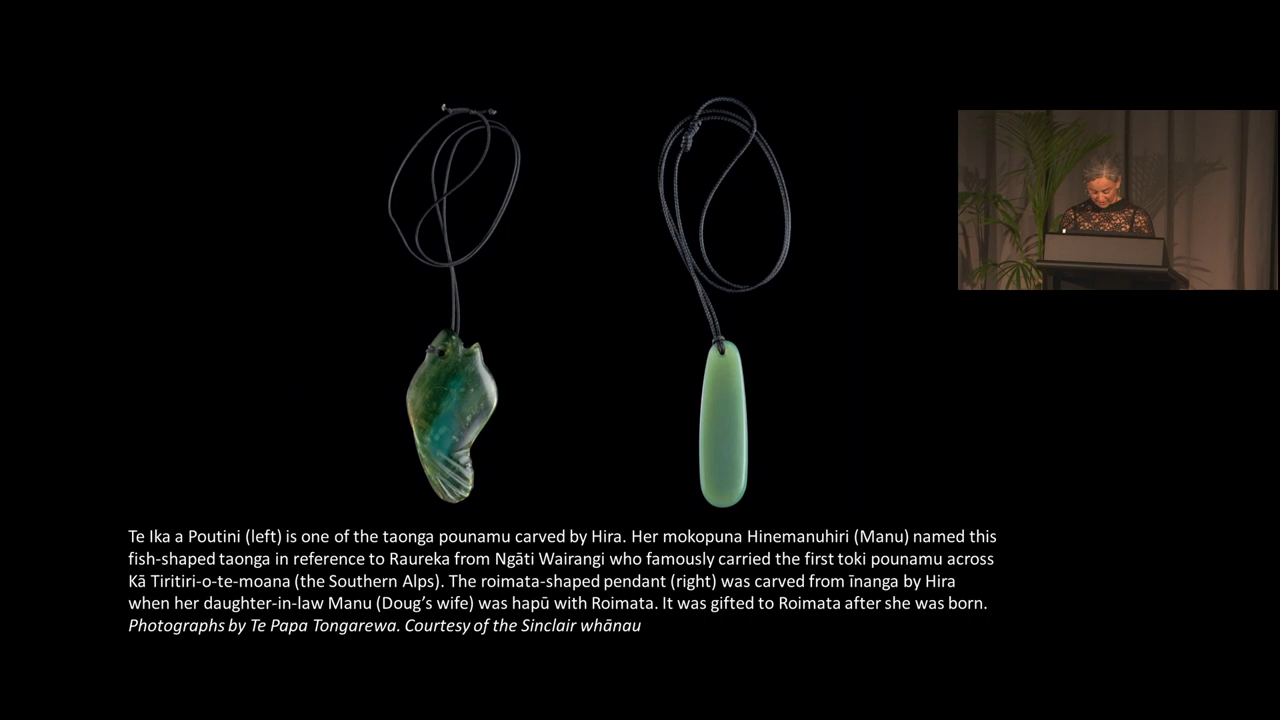 Te Ika a Poutini (left) is one of the taonga pounamu carved by Hira. Her mokopuna Hinemanuhiri (Manu) named this
fish-shaped taonga in reference to Raureka from Ngāti Wairangi who famously carried the first toki pounamu across
Kā Tiritiri-o-te-moana (the Southern Alps). The roimata-shaped pendant (right) was carved from īnanga by Hira
when her daughter-in-law Manu (Doug’s wife) was hapū with Roimata. It was gifted to Roimata after she was born.
Photographs by Te Papa Tongarewa. Courtesy of the Sinclair whānau